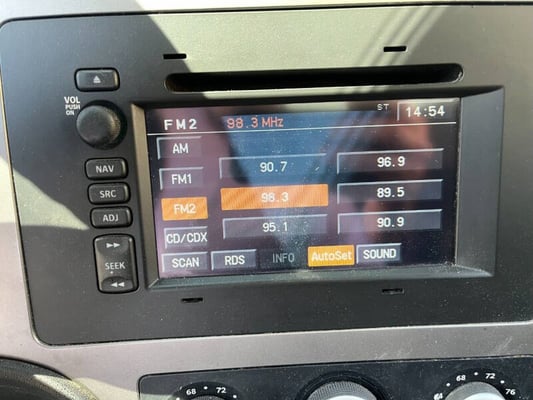 VOL
PUSH
ON
NAV
SRC
ADJ
SEEK
FM2 98.3 MHz ST 14:54
AM
FM1 90.7 96.9
FM2 98.3 89.5
CD/CDX 95.1 90.9
SCAN RDS INFO AutoSet SOUND
68 72
68 72 76